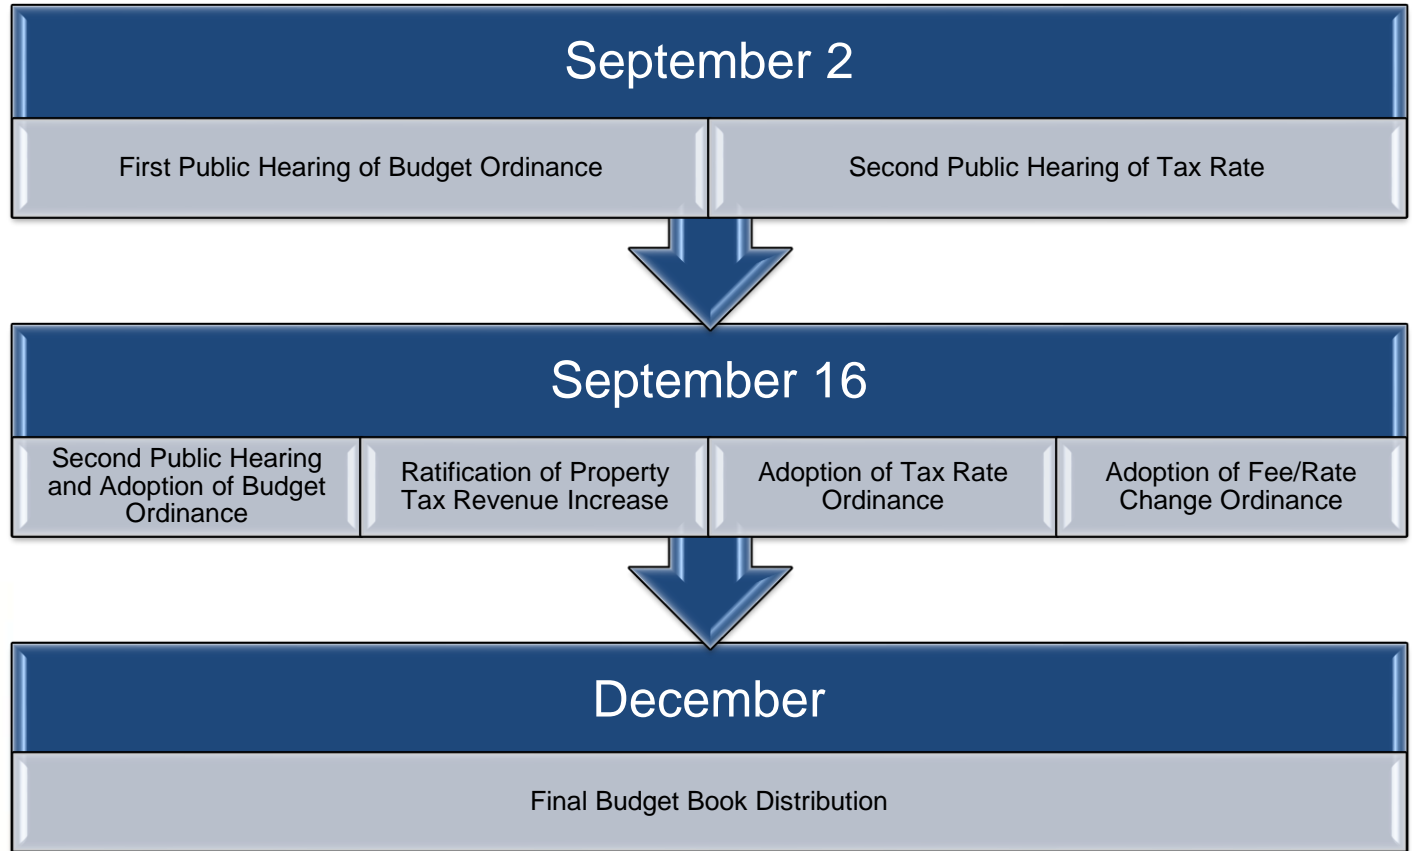 September 2
First Public Hearing of Budget Ordinance
Second Public Hearing of Tax Rate
September 16
Second Public Hearing
and Adoption of Budget
Ordinance
Ratification of Property
Tax Revenue Increase
Adoption of Tax Rate
Ordinance
Adoption of Fee/Rate
Change Ordinance
December
Final Budget Book Distribution